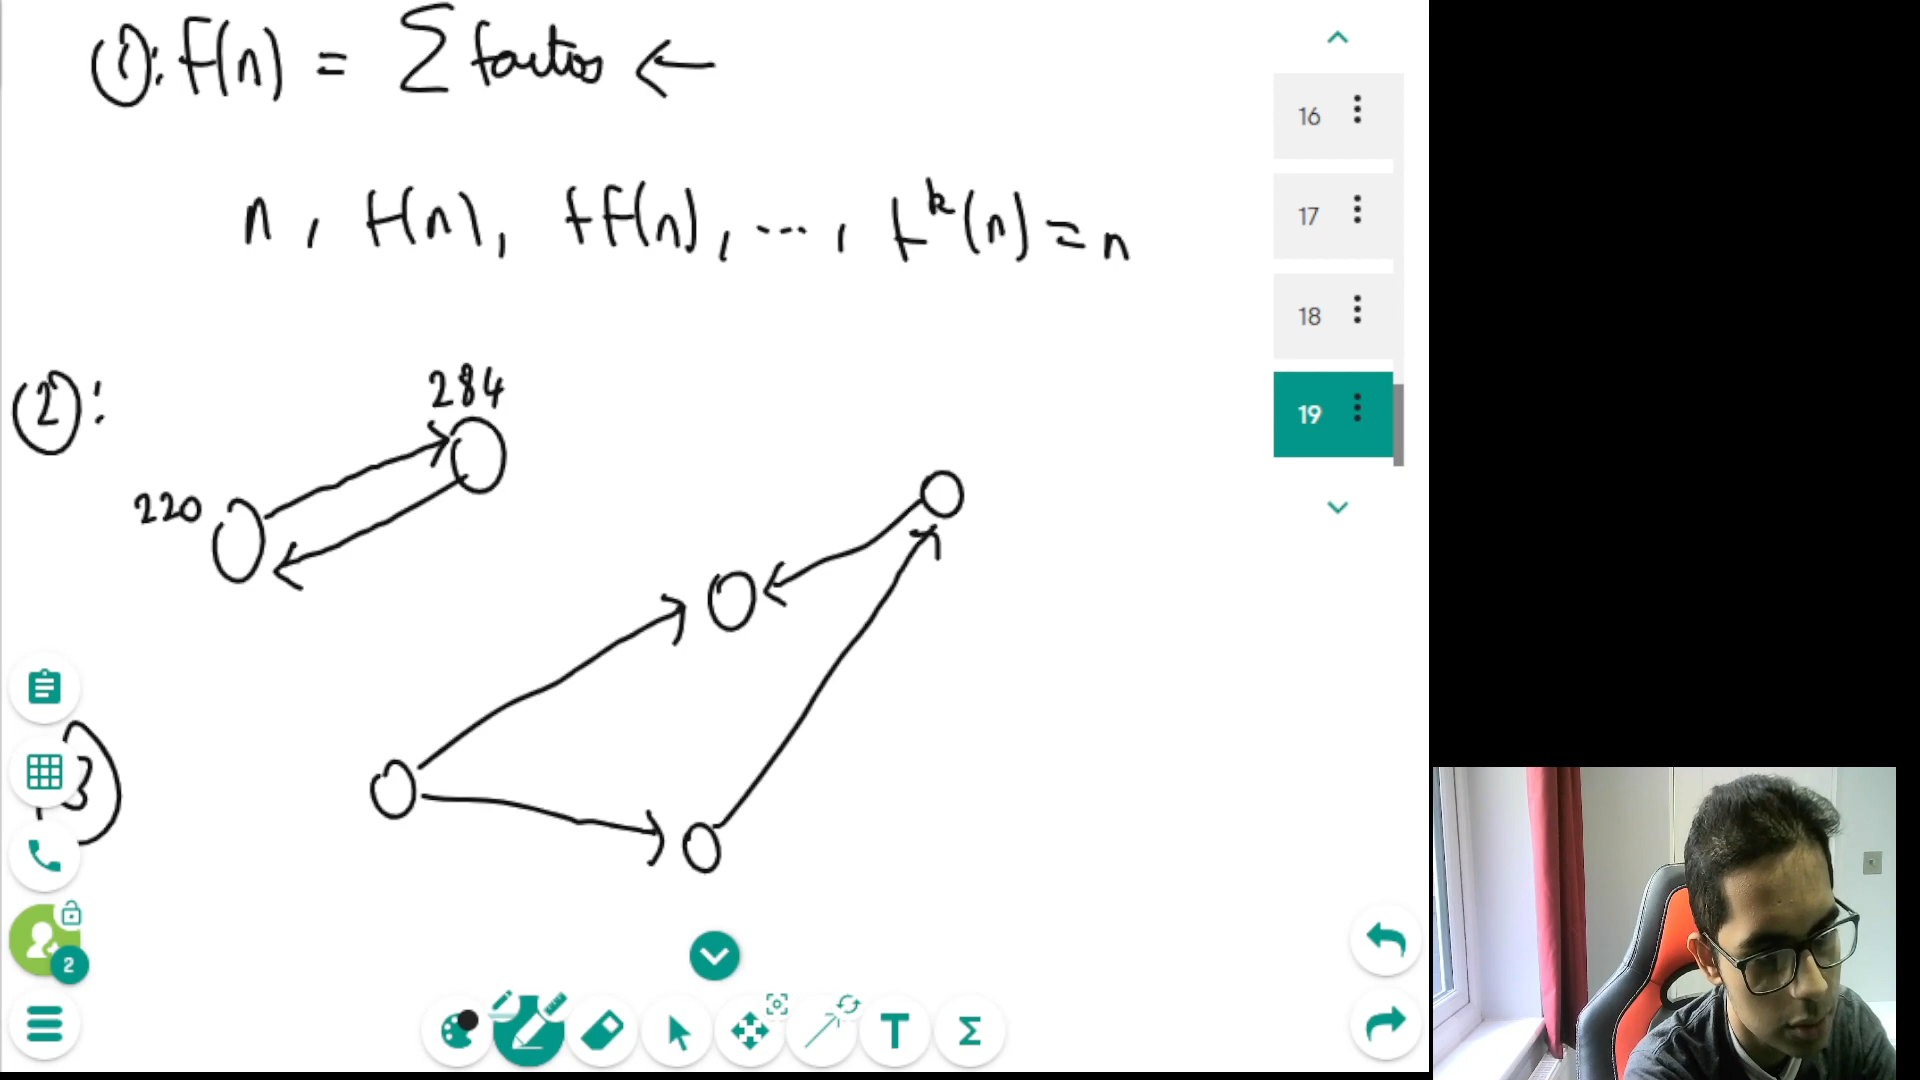 ①: F(n) = Σ factors ←
n, F(n), FF(n), ..., F^k(n) = n
②:
284
220
③
16
17
18
19
2
T
Σ